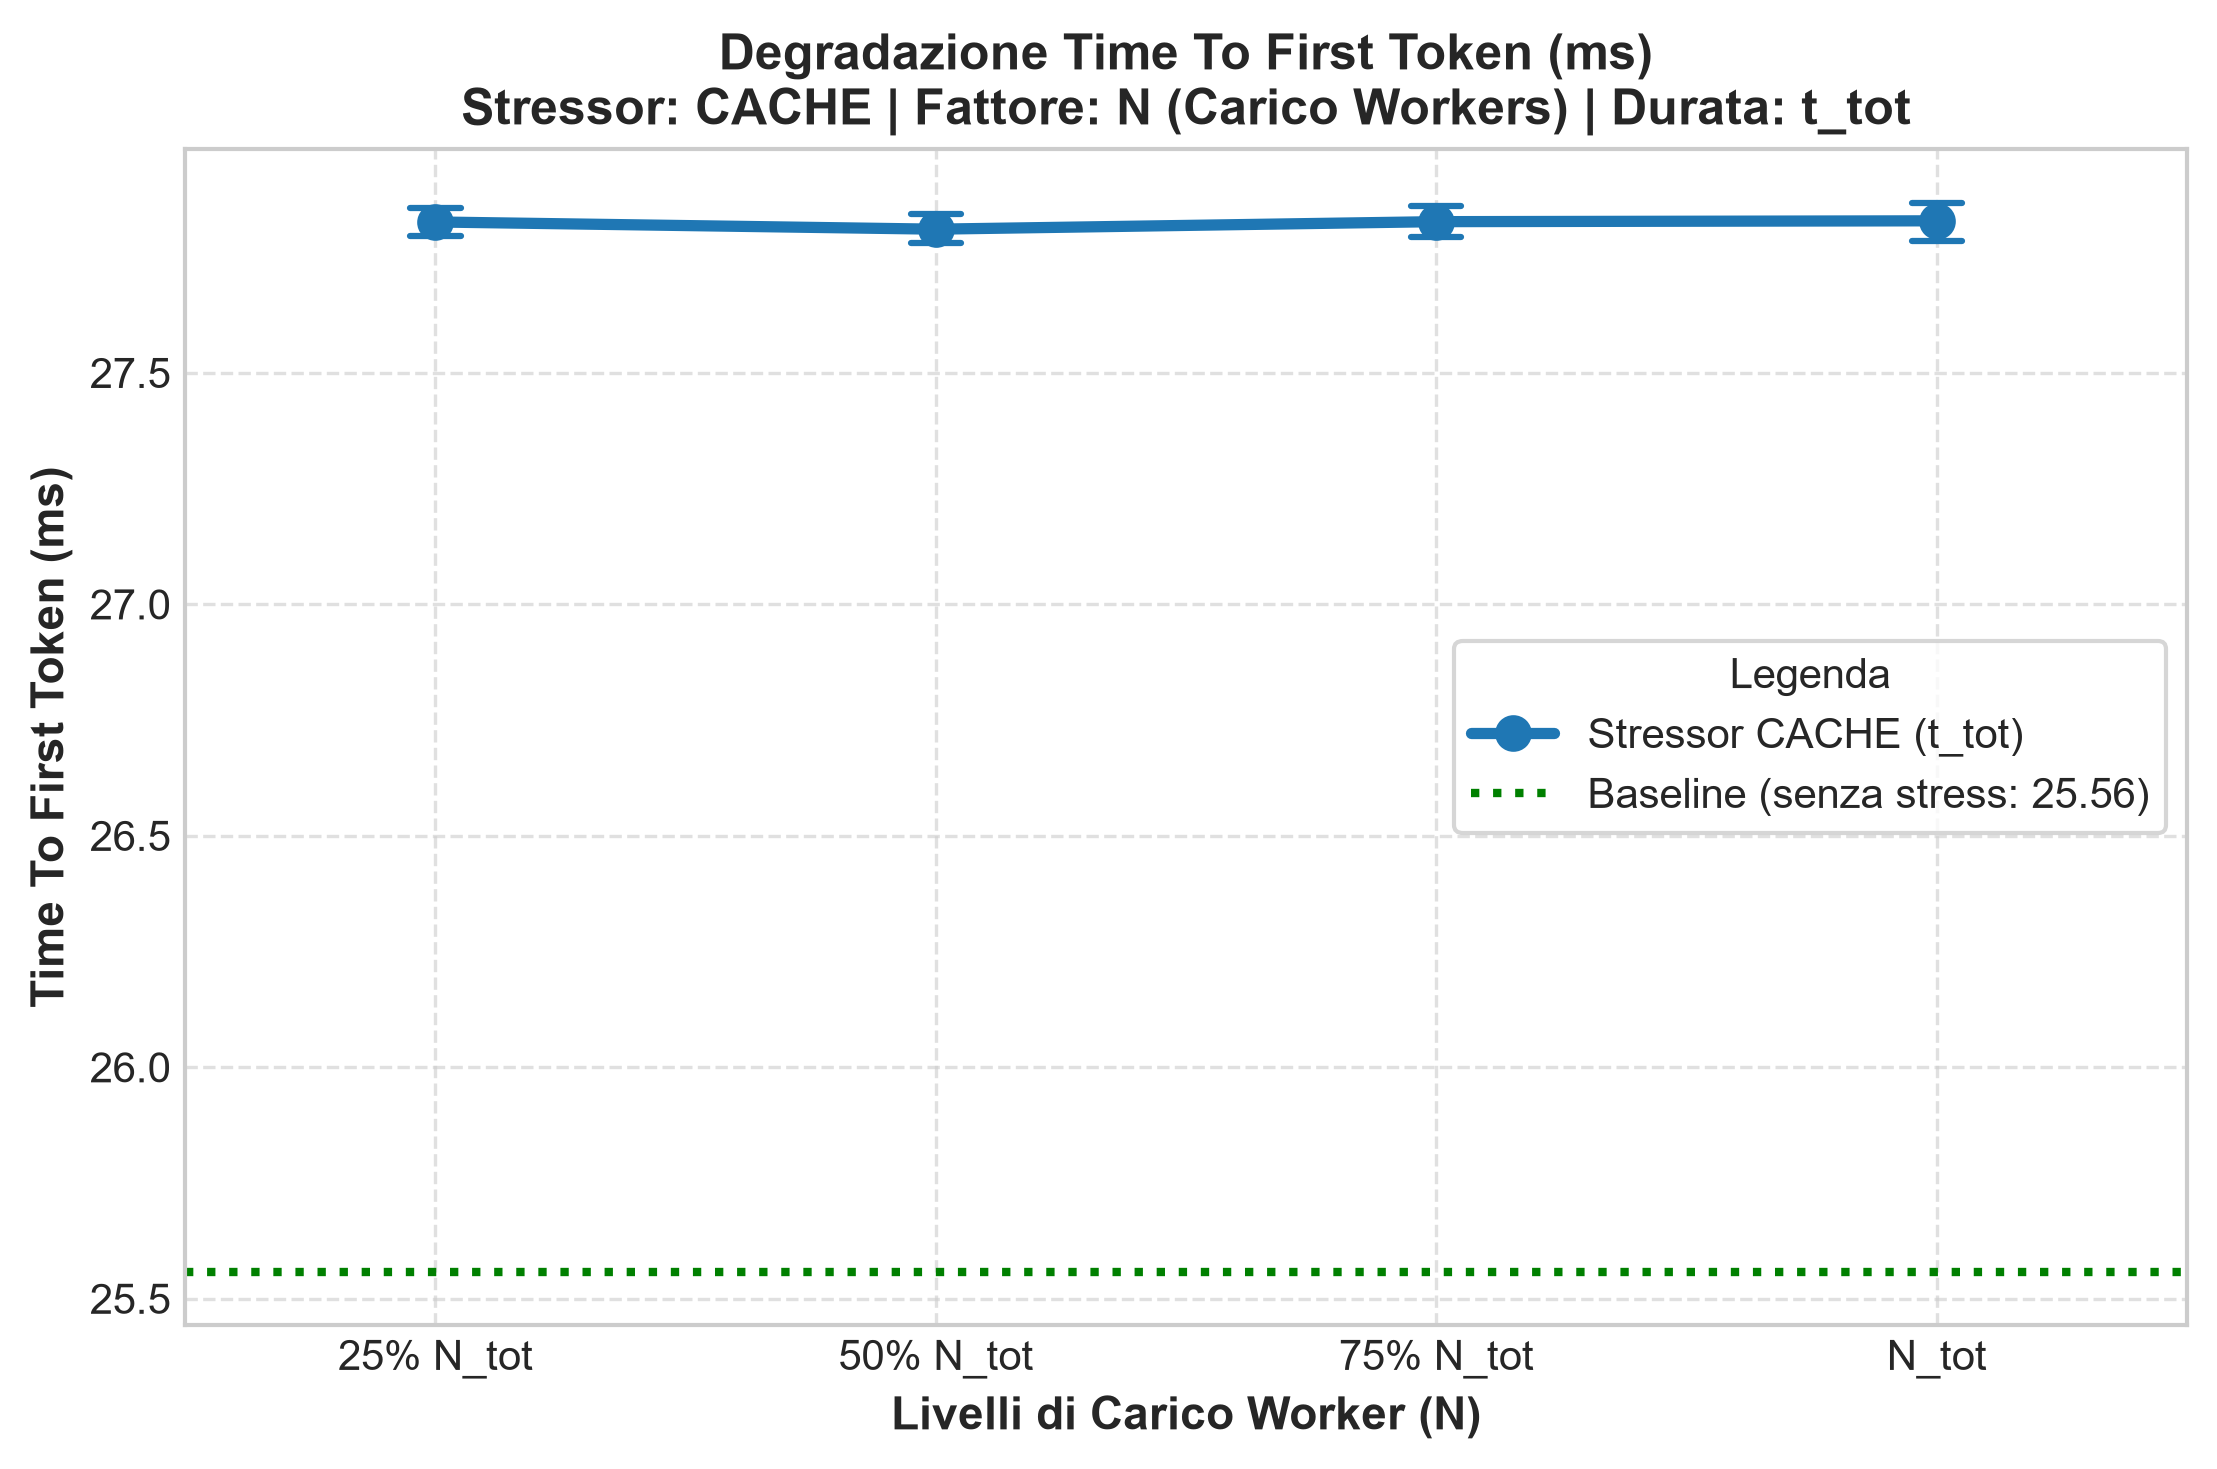 Degradazione Time To First Token (ms)
Stressor: CACHE | Fattore: N (Carico Workers) | Durata: t_tot
Time To First Token (ms)
27.5
27.0
26.5
26.0
25.5
Legenda
Stressor CACHE (t_tot)
Baseline (senza stress: 25.56)
25% N_tot
50% N_tot
75% N_tot
N_tot
Livelli di Carico Worker (N)